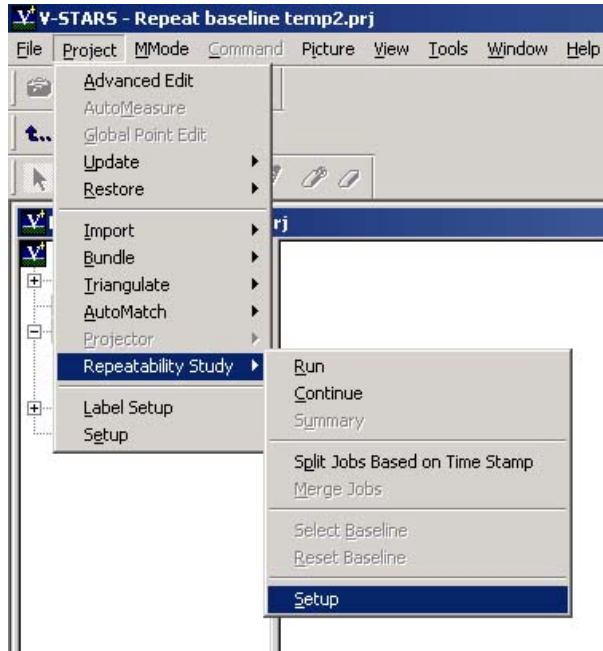 V-STARS - Repeat baseline temp2.prj
File Project MMode Command Picture View Tools Window Help
Advanced Edit
AutoMeasure
Global Point Edit
Update
Restore
rj
Import
Bundle
Triangulate
AutoMatch
Projector
Repeatability Study
Label Setup
Setup
Run
Continue
Summary
Split Jobs Based on Time Stamp
Merge Jobs
Select Baseline
Reset Baseline
Setup